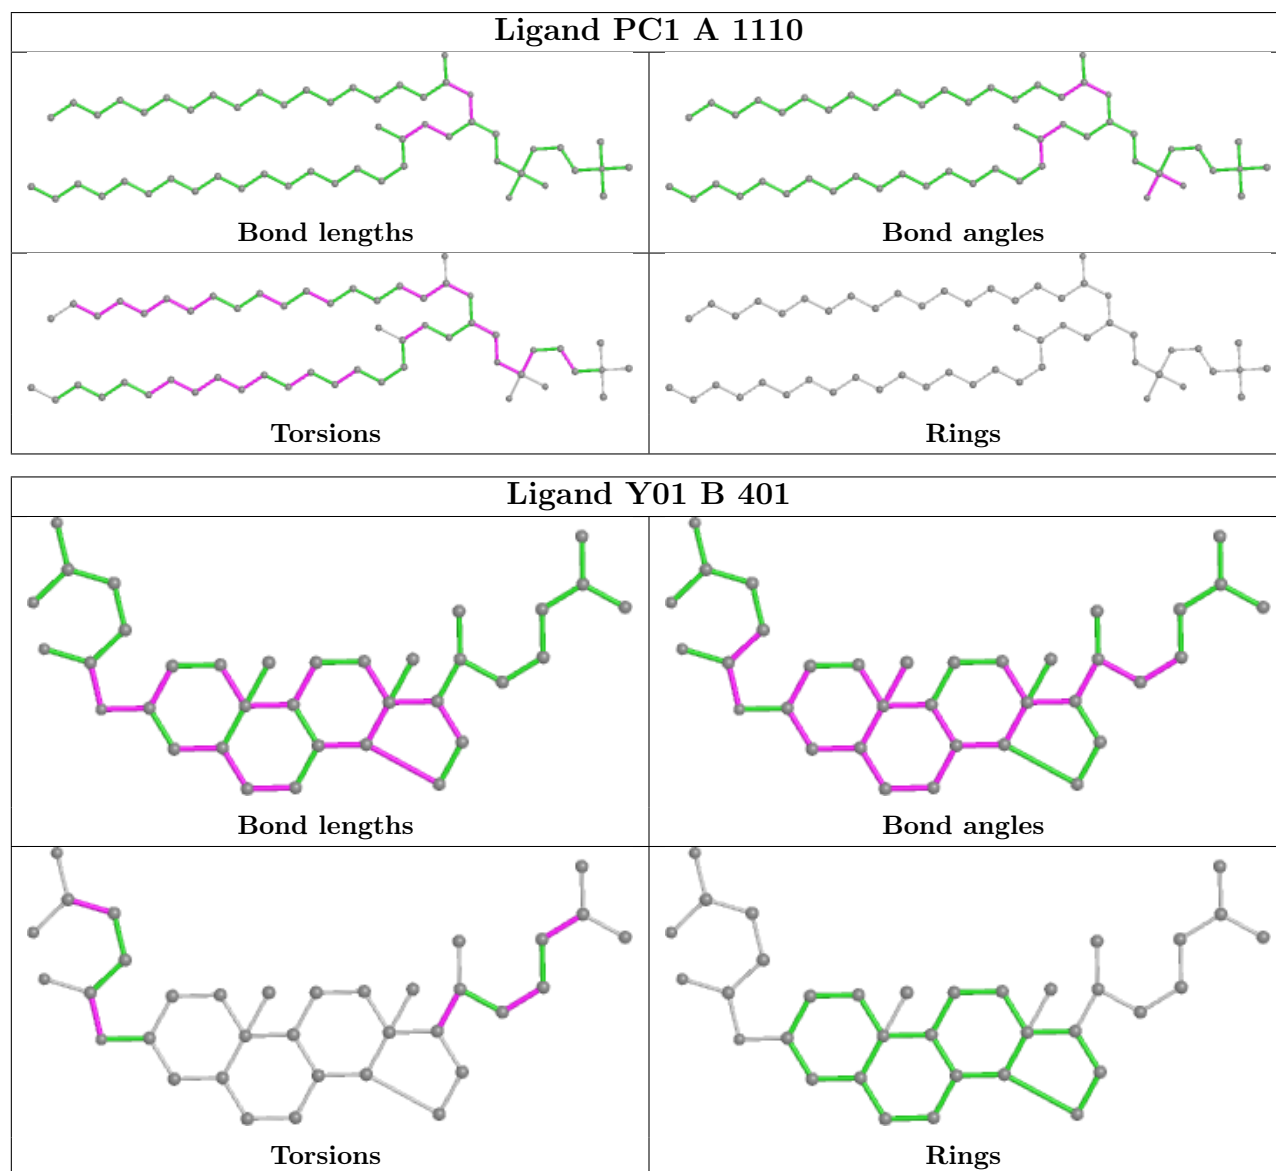 Ligand PC1 A 1110
Bond lengths
Bond angles
Torsions
Rings
Ligand Y01 B 401
Bond lengths
Bond angles
Torsions
Rings